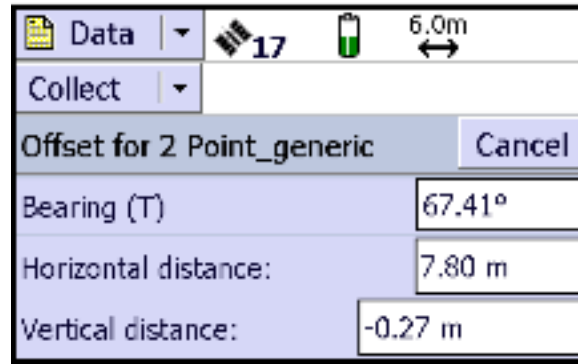 Data 17 6.0m
Collect
Offset for 2 Point_generic Cancel
Bearing (T) 67.41º
Horizontal distance: 7.80 m
Vertical distance: -0.27 m